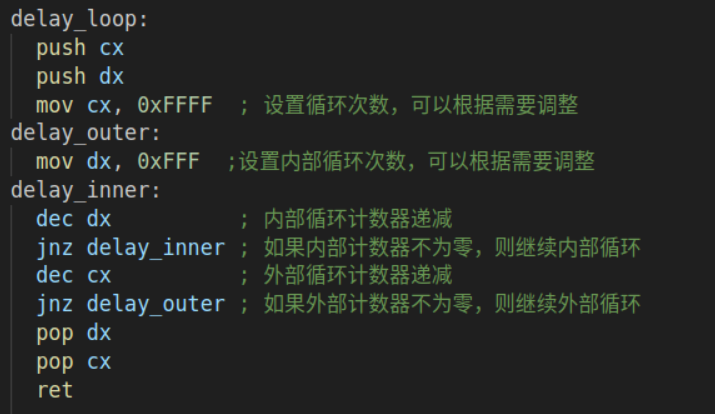 delay_loop:
push cx
push dx
mov cx, 0xFFFF ; 设置循环次数，可以根据需要调整
delay_outer:
mov dx, 0xFFF ;设置内部循环次数，可以根据需要调整
delay_inner:
dec dx ; 内部循环计数器递减
jnz delay_inner ; 如果内部计数器不为零，则继续内部循环
dec cx ; 外部循环计数器递减
jnz delay_outer ; 如果外部计数器不为零，则继续外部循环
pop dx
pop cx
ret